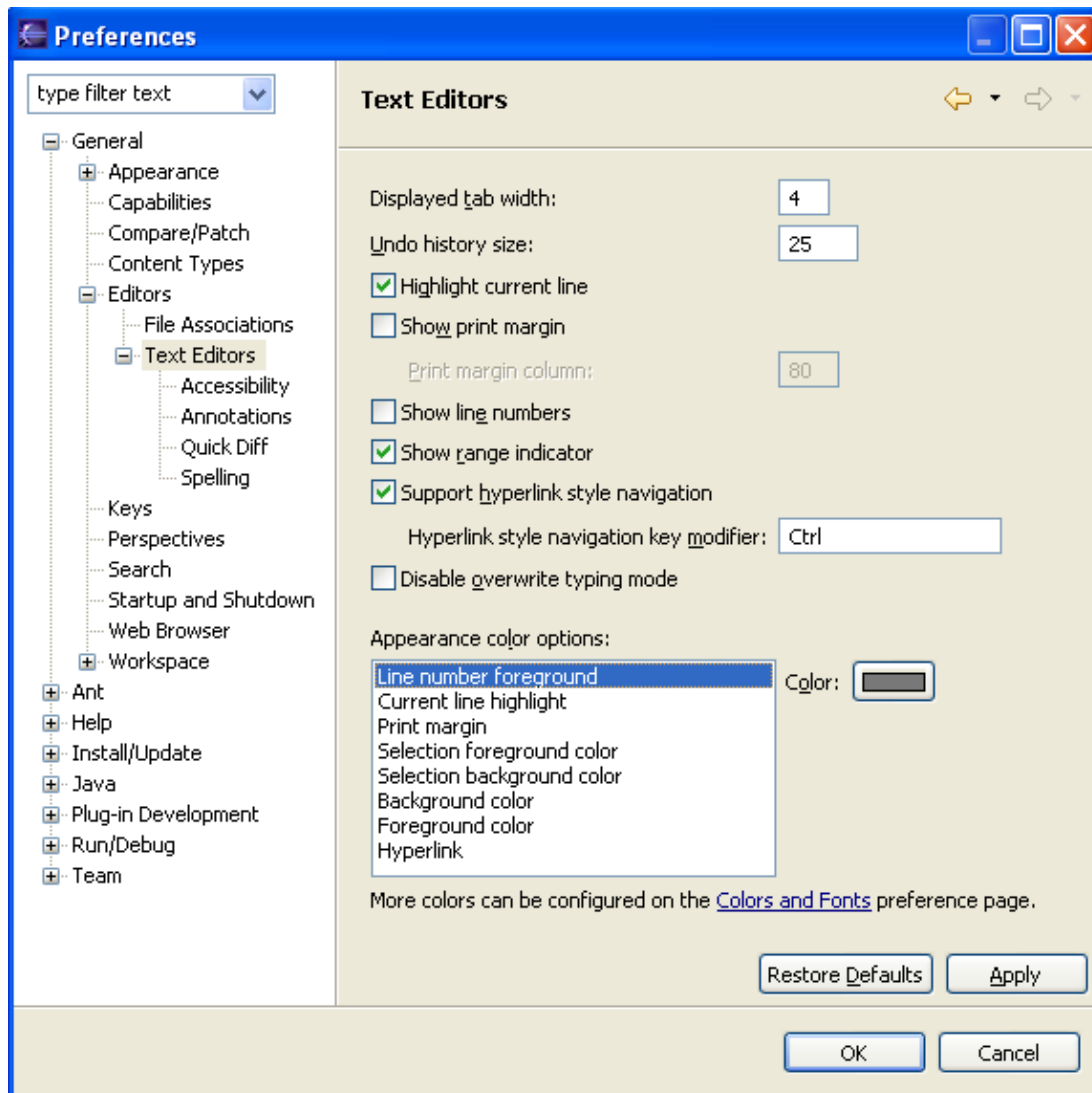 Preferences
type filter text
General
Appearance
Capabilities
Compare/Patch
Content Types
Editors
File Associations
Text Editors
Accessibility
Annotations
Quick Diff
Spelling
Keys
Perspectives
Search
Startup and Shutdown
Web Browser
Workspace
Ant
Help
Install/Update
Java
Plug-in Development
Run/Debug
Team
Text Editors
Displayed tab width: 4
Undo history size: 25
Highlight current line
Show print margin
Print margin column: 80
Show line numbers
Show range indicator
Support hyperlink style navigation
Hyperlink style navigation key modifier: Ctrl
Disable overwrite typing mode
Appearance color options:
Line number foreground
Current line highlight
Print margin
Selection foreground color
Selection background color
Background color
Foreground color
Hyperlink
Color:
More colors can be configured on the Colors and Fonts preference page.
Restore Defaults Apply
OK Cancel